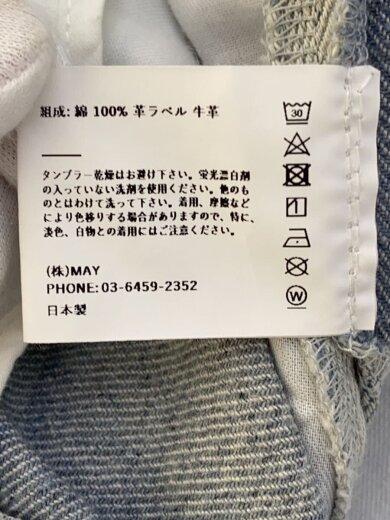 組成: 綿 100% 革ラベル 牛革
タンブラー乾燥はお避け下さい。蛍光漂白剤
の入っていない洗剤を使用ください。他のも
のとはわけて洗って下さい。着用、摩擦など
により色移りする場合がありますので、特に、
淡色、白物との着用にはご注意ください。
(株)MAY
PHONE: 03-6459-2352
日本製
30
W